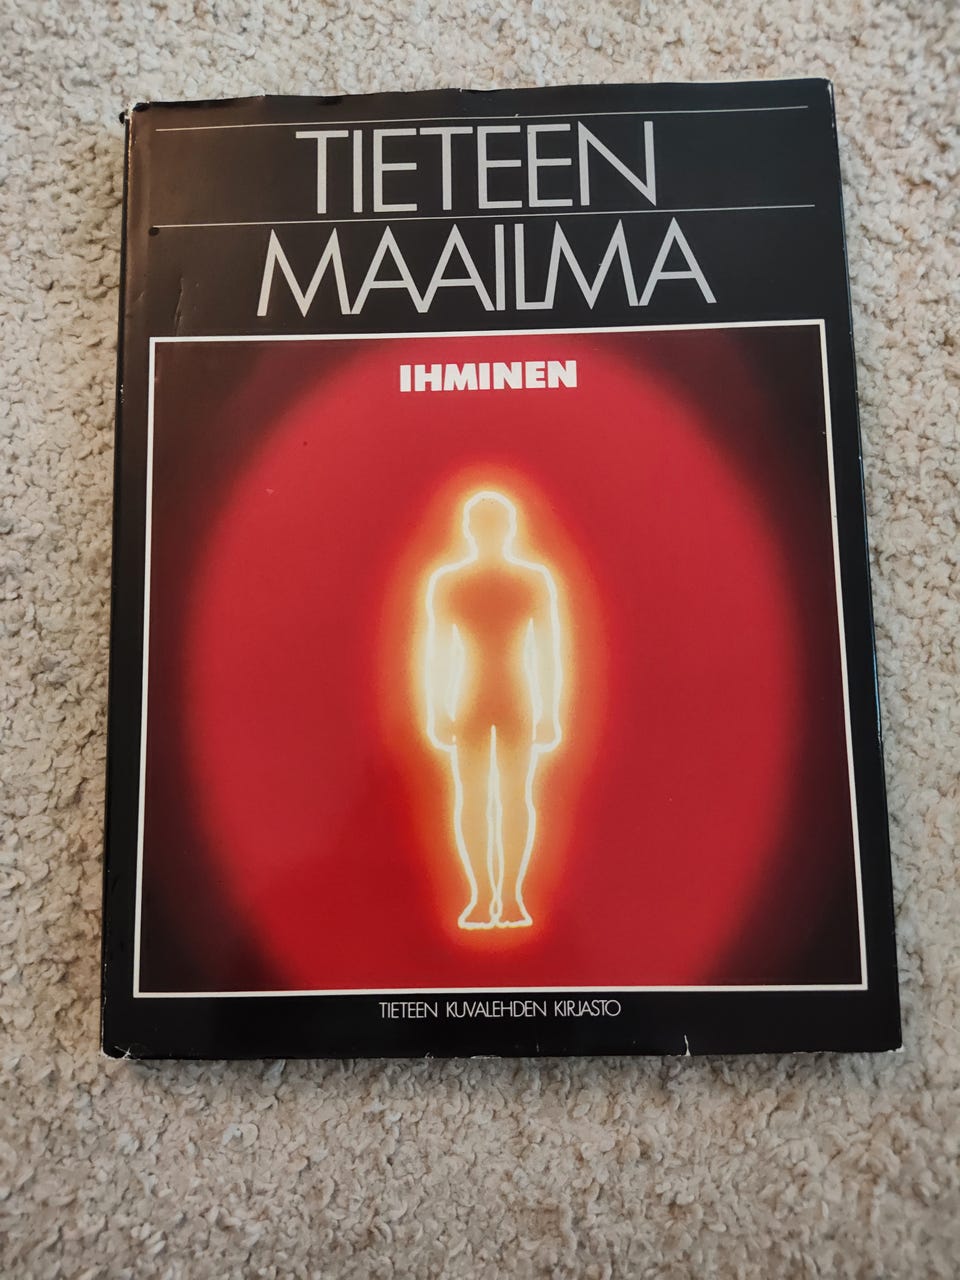 TIETEEN
MAAILMA
IHMINEN
TIETEEN KUVALEHDEN KIRJASTO